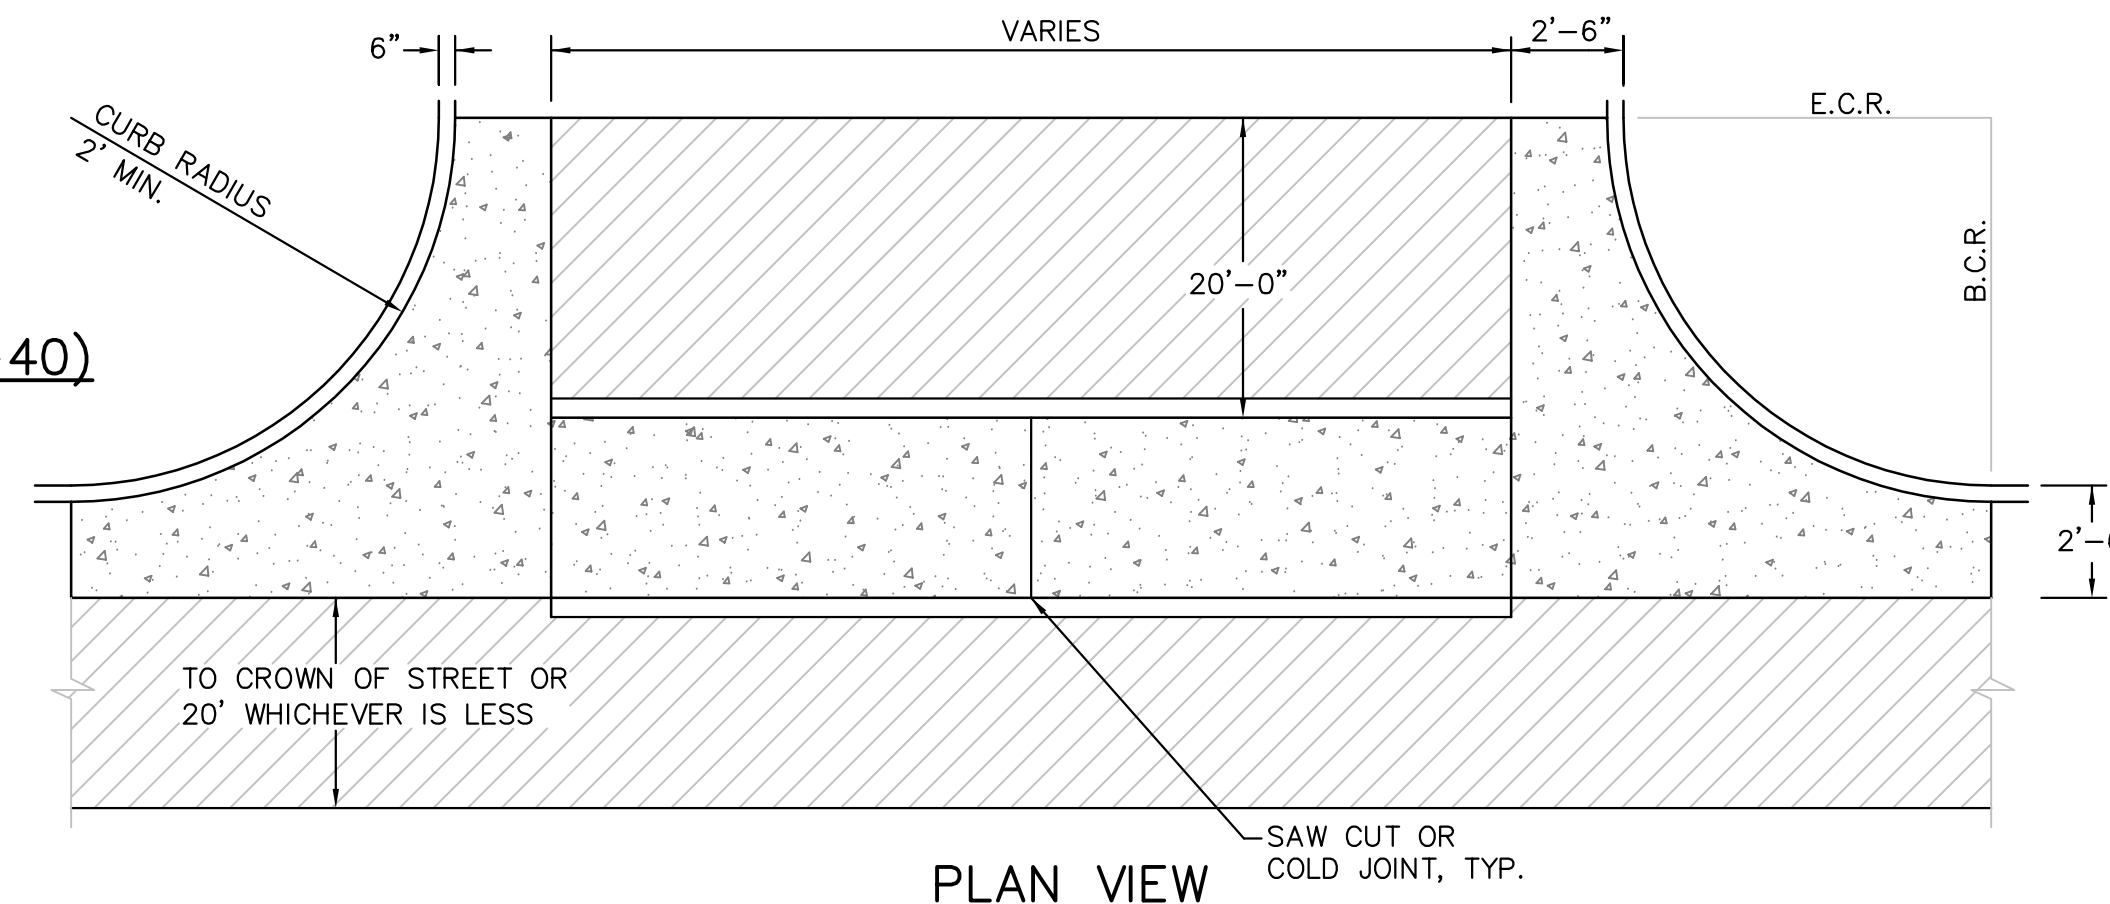 6" VARIES 2'-6"
E.C.R.
CURB RADIUS
2' MIN.
B.C.R.
20'-0"
40)
TO CROWN OF STREET OR
20' WHICHEVER IS LESS
SAW CUT OR
COLD JOINT, TYP.
PLAN VIEW